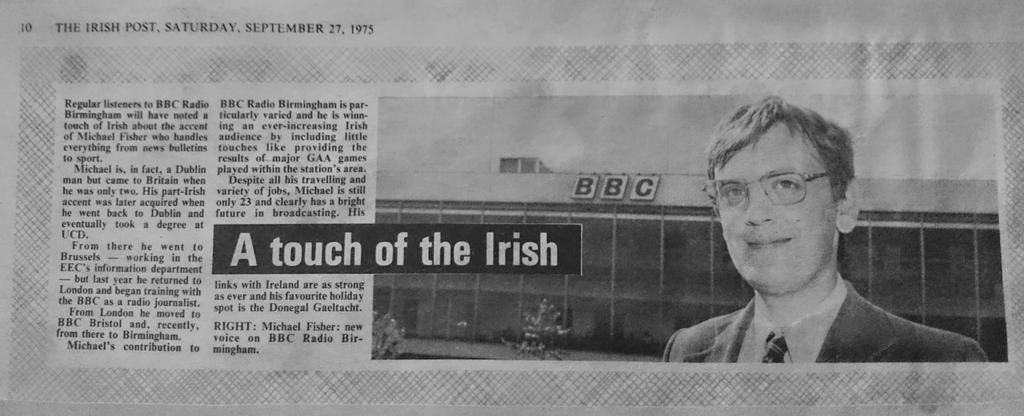 10 THE IRISH POST, SATURDAY, SEPTEMBER 27, 1975
Regular listeners to BBC Radio
Birmingham will have noted a
touch of Irish about the accent
of Michael Fisher who handles
everything from news bulletins
to sport.
Michael is, in fact, a Dublin
man but came to Britain when
he was only two. His part-Irish
accent was later acquired when
he went back to Dublin and
eventually took a degree at
UCD.
From there he went to
Brussels — working in the
EEC's information department
— but last year he returned to
London and began training with
the BBC as a radio journalist.
From London he moved to
BBC Bristol and, recently,
from there to Birmingham.
Michael's contribution to
BBC Radio Birmingham is par-
ticularly varied and he is winn-
ing an ever-increasing Irish
audience by including little
touches like providing the
results of major GAA games
played within the station's area.
Despite all his travelling and
variety of jobs, Michael is still
only 23 and clearly has a bright
future in broadcasting. His
A touch of the Irish
links with Ireland are as strong
as ever and his favourite holiday
spot is the Donegal Gaeltacht.
RIGHT: Michael Fisher: new
voice on BBC Radio Bir-
mingham.
BBC